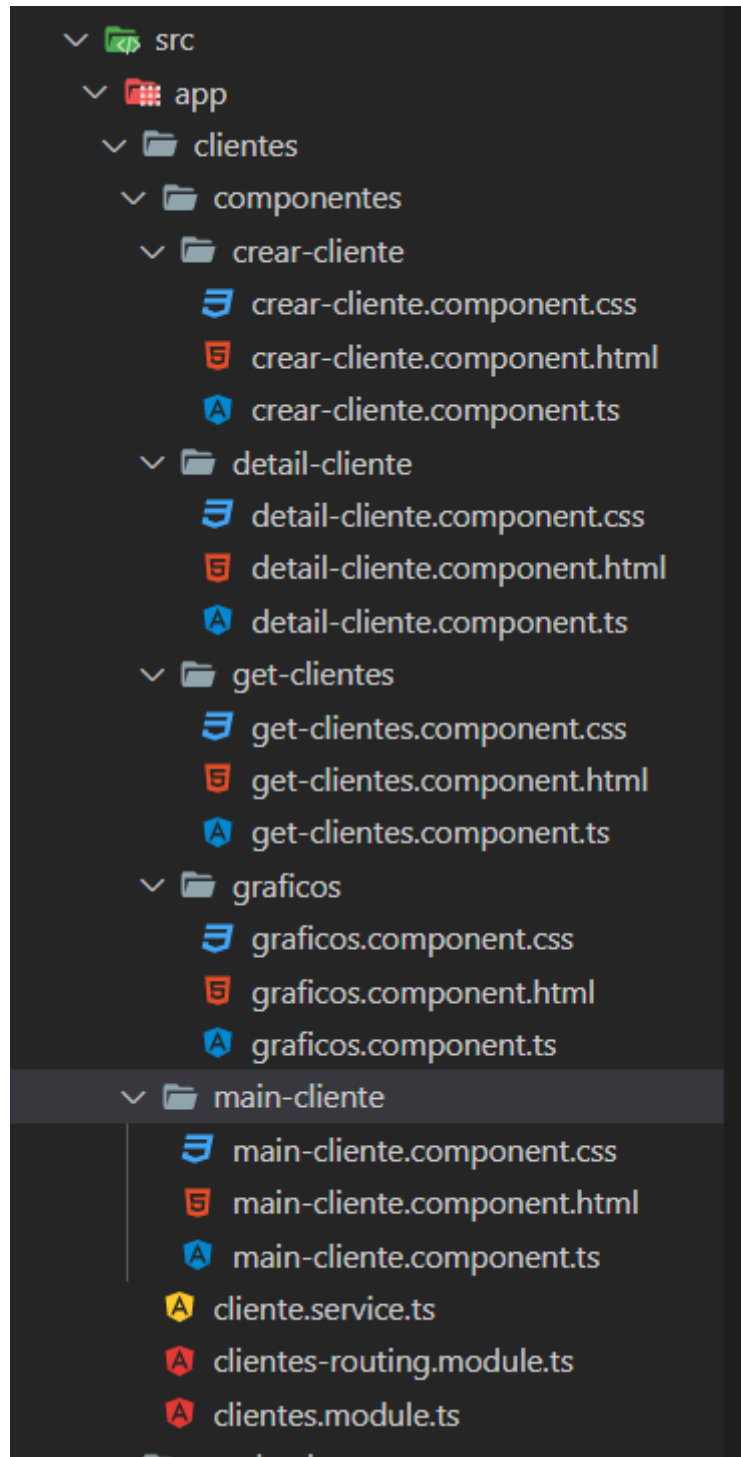 src
app
clientes
componentes
crear-cliente
crear-cliente.component.css
crear-cliente.component.html
crear-cliente.component.ts
detail-cliente
detail-cliente.component.css
detail-cliente.component.html
detail-cliente.component.ts
get-clientes
get-clientes.component.css
get-clientes.component.html
get-clientes.component.ts
graficos
graficos.component.css
graficos.component.html
graficos.component.ts
main-cliente
main-cliente.component.css
main-cliente.component.html
main-cliente.component.ts
cliente.service.ts
clientes-routing.module.ts
clientes.module.ts